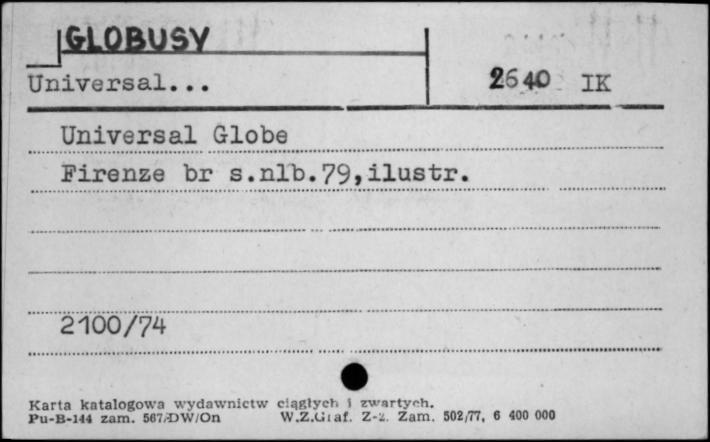 GLOBUSY
Universal... 2640 IK
Universal Globe
Firenze br s.nlb.79,ilustr.
2100/74
Karta katalogowa wydawnictw ciągłych i zwartych.
Pu-B-144 zam. 567/DW/On W.Z.Graf. Z-z. Zam. 502/77, 6 400 000